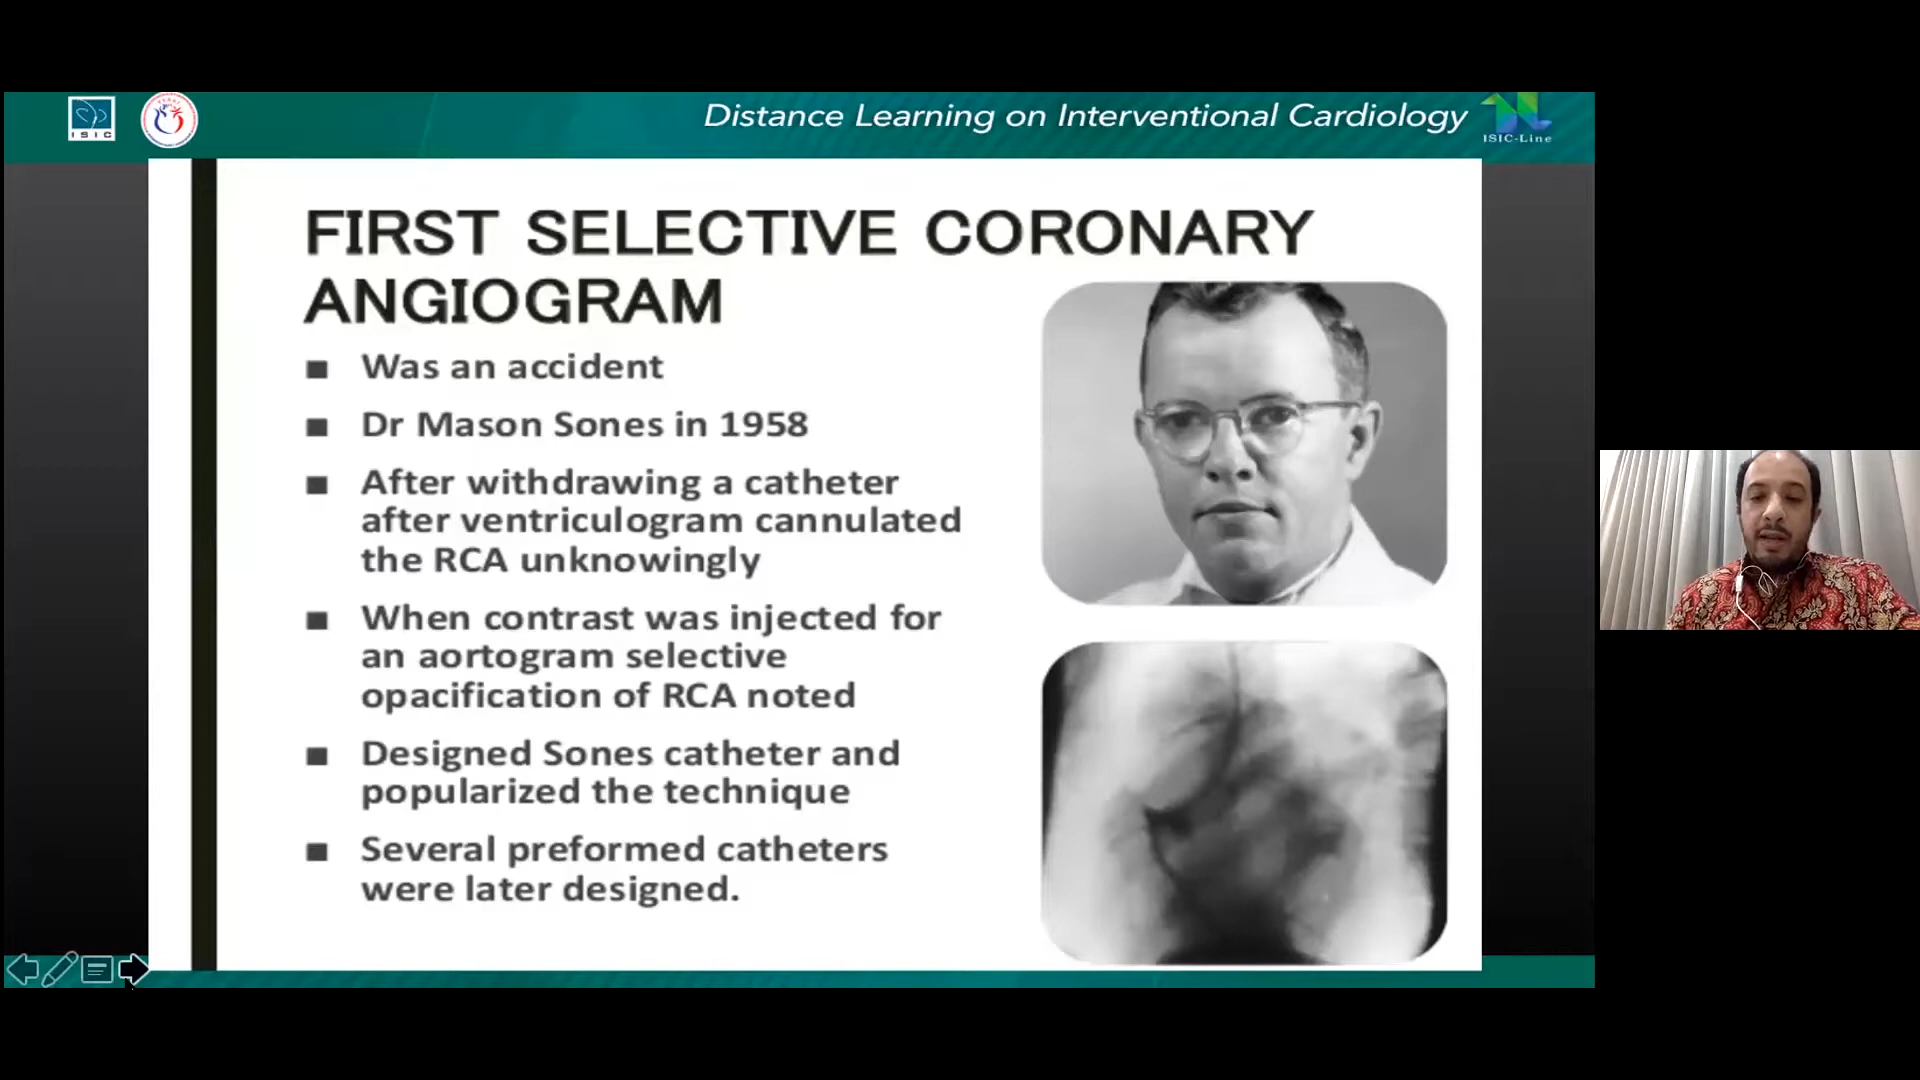 ISIC
Distance Learning on Interventional Cardiology
ISIC-Line
FIRST SELECTIVE CORONARY
ANGIOGRAM
Was an accident
Dr Mason Sones in 1958
After withdrawing a catheter
after ventriculogram cannulated
the RCA unknowingly
When contrast was injected for
an aortogram selective
opacification of RCA noted
Designed Sones catheter and
popularized the technique
Several preformed catheters
were later designed.